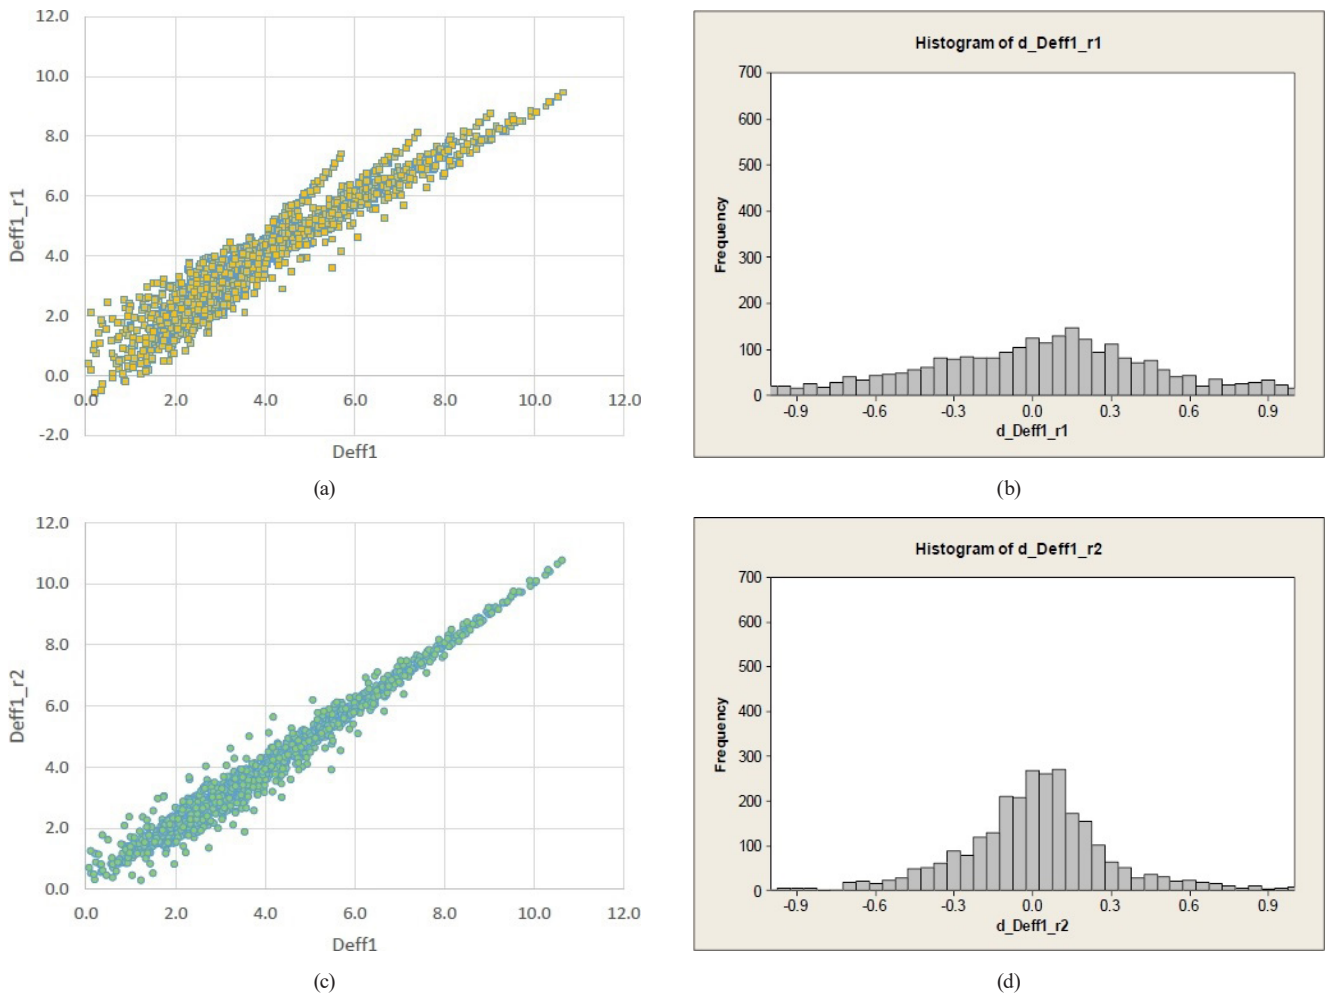 12.0
10.0
8.0
6.0
4.0
2.0
0.0
-2.0
Deff1_r1
0.0 2.0 4.0 6.0 8.0 10.0 12.0
Deff1
(a)
Histogram of d_Deff1_r1
700
600
500
400
300
200
100
0
Frequency
-0.9 -0.6 -0.3 0.0 0.3 0.6 0.9
d_Deff1_r1
(b)
12.0
10.0
8.0
6.0
4.0
2.0
0.0
Deff1_r2
0.0 2.0 4.0 6.0 8.0 10.0 12.0
Deff1
(c)
Histogram of d_Deff1_r2
700
600
500
400
300
200
100
0
Frequency
-0.9 -0.6 -0.3 0.0 0.3 0.6 0.9
d_Deff1_r2
(d)